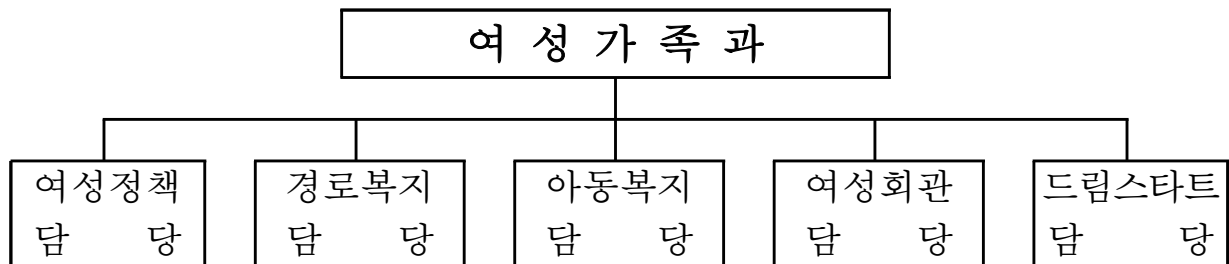 여 성 가 족 과
여성정책 경로복지 아동복지 여성회관 드림스타트
담 당 담 당 담 당 담 당 담 당